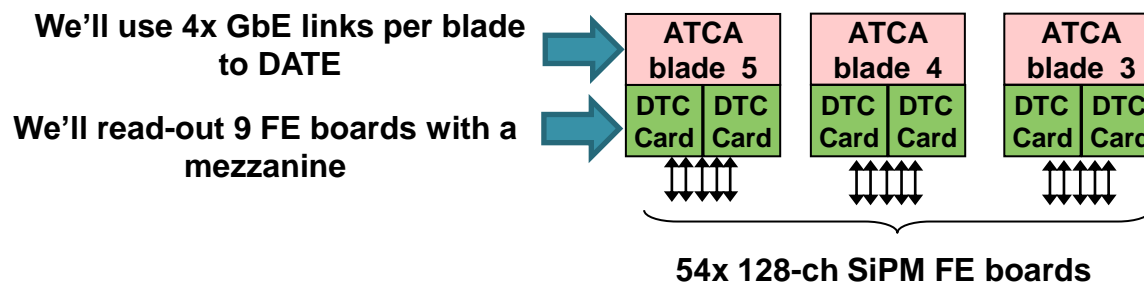 We'll use 4x GbE links per blade
to DATE
We'll read-out 9 FE boards with a
mezzanine
ATCA
blade 5
DTC
Card
DTC
Card
ATCA
blade 4
DTC
Card
DTC
Card
ATCA
blade 3
DTC
Card
DTC
Card
54x 128-ch SiPM FE boards